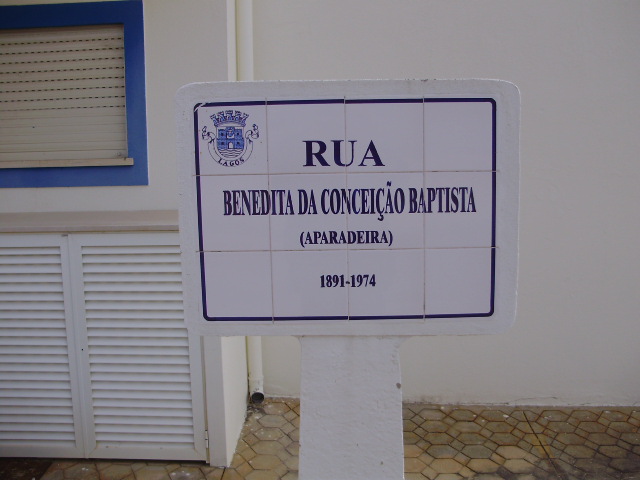 LAGOS
RUA
BENEDITA DA CONCEIÇÃO BAPTISTA
(APARADEIRA)
1891-1974